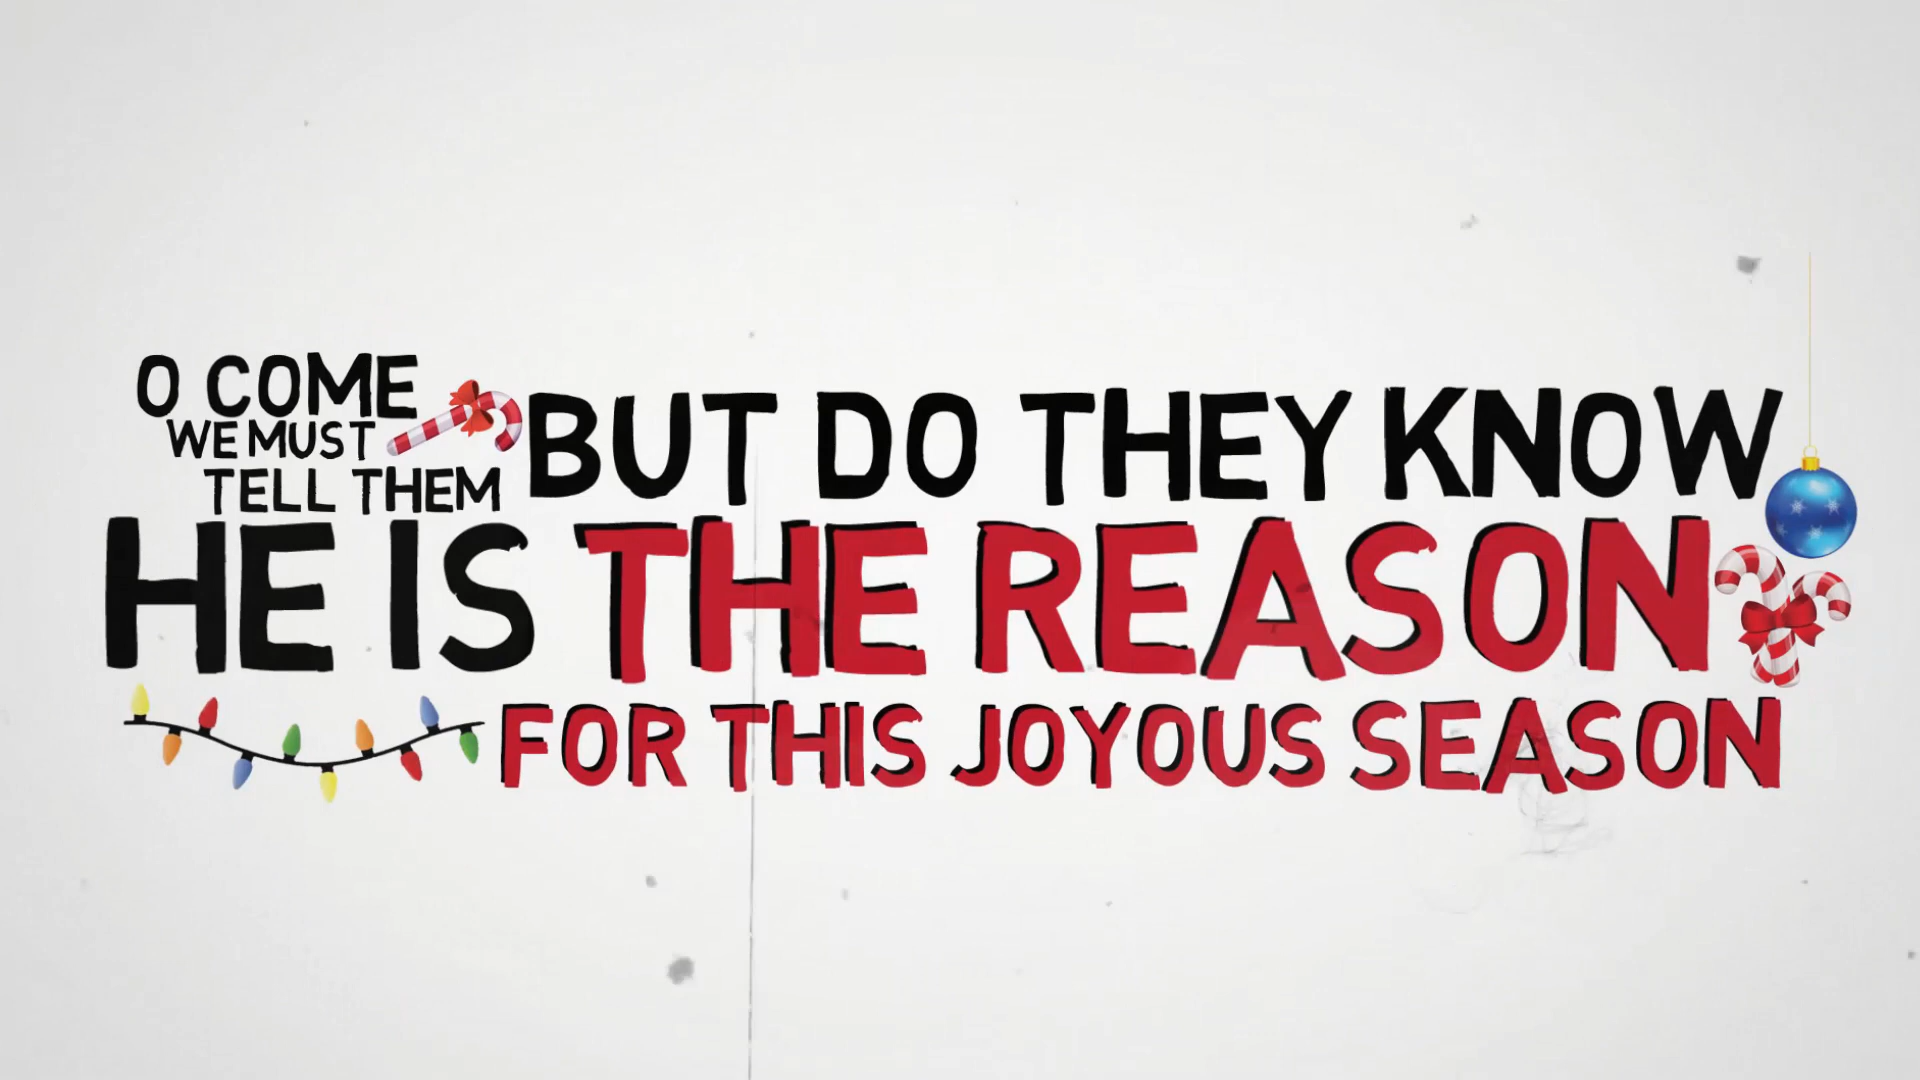 O COME
WE MUST
TELL THEM
BUT DO THEY KNOW
HE IS THE REASON
FOR THIS JOYOUS SEASON